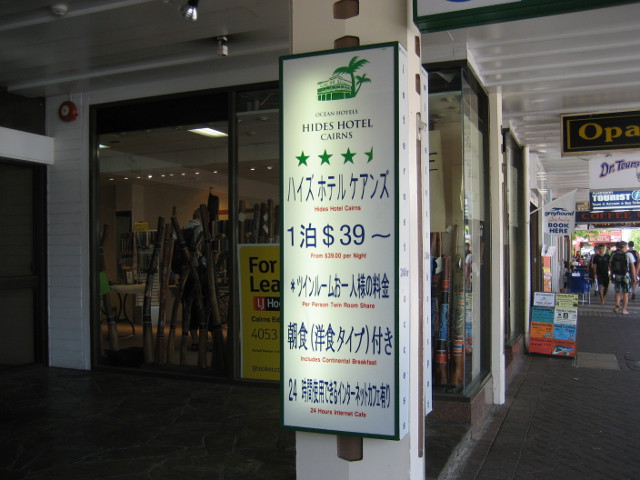 OCEAN HOTELS
HIDES HOTEL
CAIRNS
ハイズ ホテル ケアンズ
Hides Hotel Cairns
1泊 $39～
From $39.00 per Night
*ツインルームお一人様の料金
Per Person Twin Room Share
朝食(洋食タイプ)付き
Includes Continental Breakfast
24 時間使用できるインターネットカフェ有り
24 Hours Internet Cafe
For
Lea
LJ Ho
4053
Opa
Dr. Tour
TOURIST
BOOK
HERE